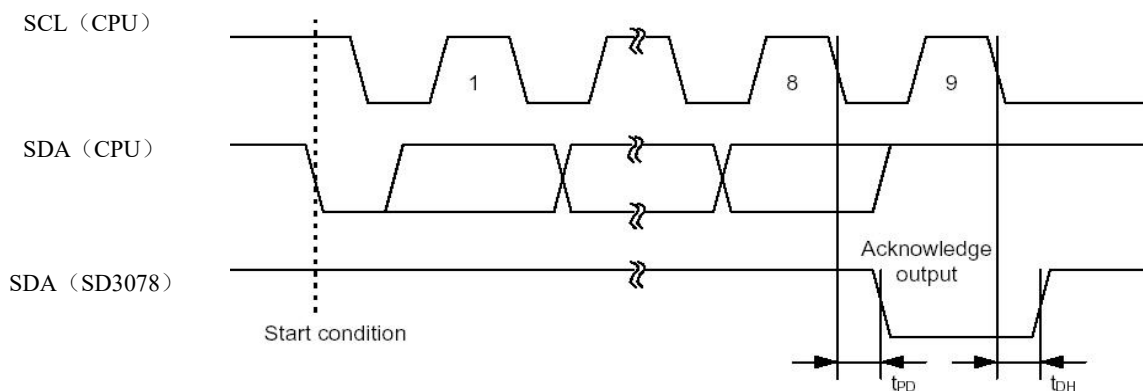 SCL（CPU）
1
8
9
SDA（CPU）
Acknowledge
output
SDA（SD3078）
Start condition
tPD
tDH